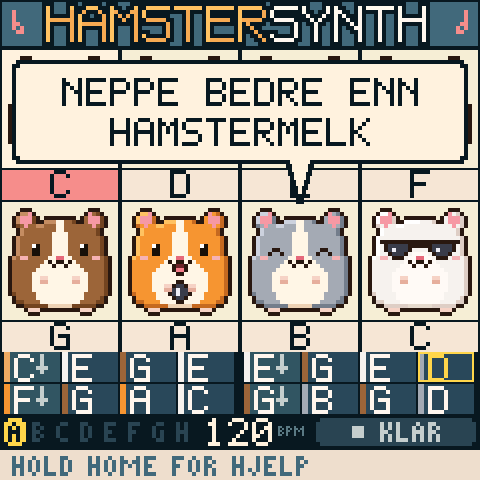 HAMSTERSYNTH
NEPPE BEDRE ENN
HAMSTERMELK
C D F
G A B C
C↓ E G E E↓ G E D
F↓ G A C G↓ B G D
A B C D E F G H 120 BPM KLAR
HOLD HOME FOR HJELP